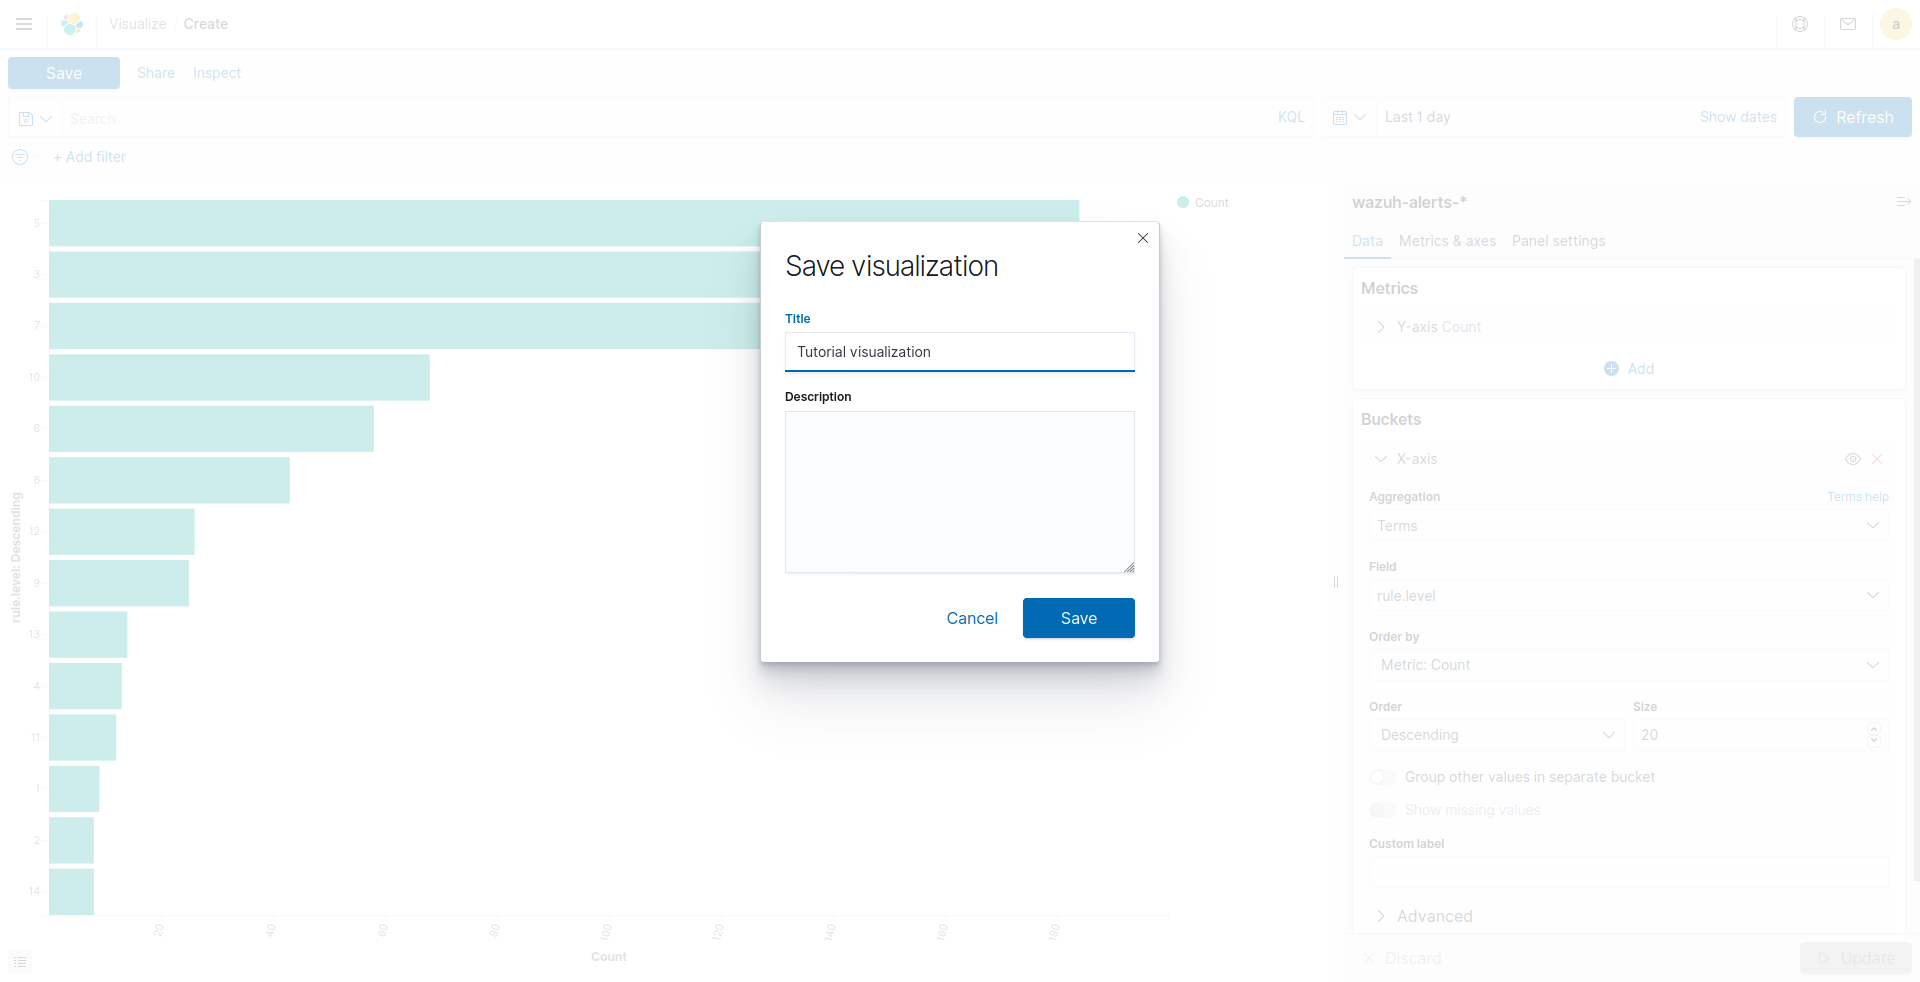 Visualize / Create
a
Save Share Inspect
Search KQL Last 1 day Show dates Refresh
+ Add filter
5
3
7
10
6
8
12
9
13
4
11
1
2
14
rule.level: Descending
20 40 60 80 100 120 140 160 180
Count
Count
Save visualization
Title
Tutorial visualization
Description
Cancel Save
wazuh-alerts-*
Data Metrics & axes Panel settings
Metrics
Y-axis Count
Add
Buckets
X-axis
Aggregation Terms help
Terms
Field
rule.level
Order by
Metric: Count
Order Size
Descending 20
Group other values in separate bucket
Show missing values
Custom label
Advanced
Discard Update